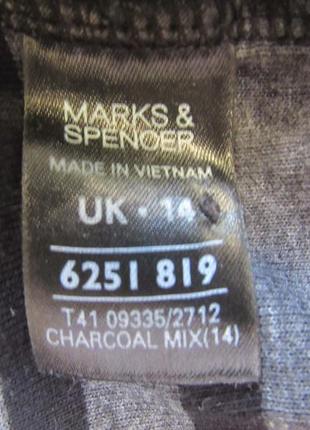 MARKS &
SPENCER
MADE IN VIETNAM
UK · 14
6251 819
T41 09335/2712
CHARCOAL MIX(14)